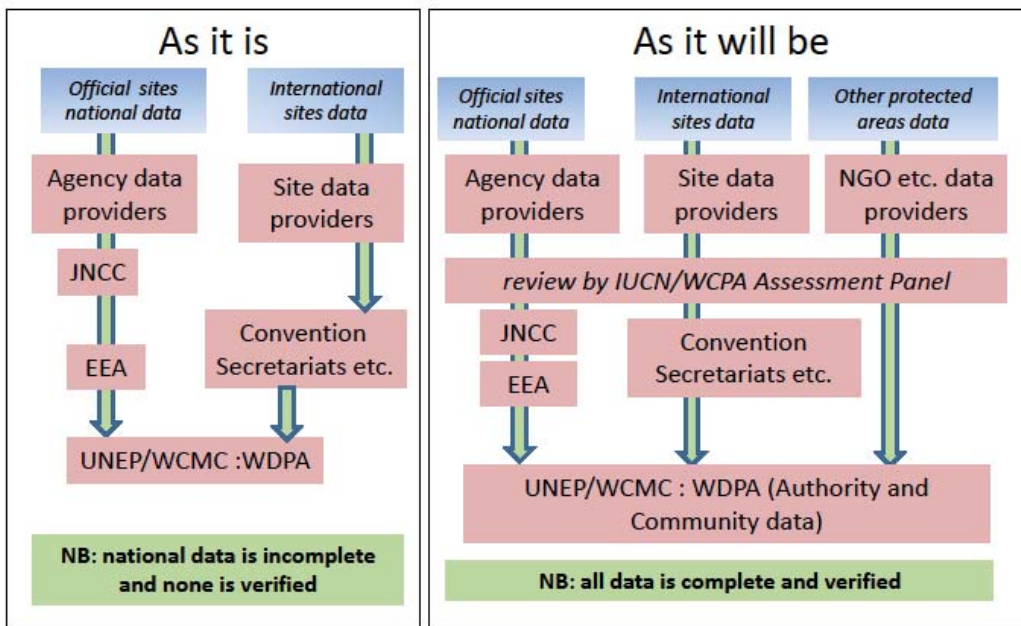 As it is
Official sites
national data
International
sites data
Agency data
providers
Site data
providers
JNCC
EEA
Convention
Secretariats etc.
UNEP/WCMC :WDPA
NB: national data is incomplete
and none is verified
As it will be
Official sites
national data
International
sites data
Other protected
areas data
Agency data
providers
Site data
providers
NGO etc. data
providers
review by IUCN/WCPA Assessment Panel
JNCC
EEA
Convention
Secretariats etc.
UNEP/WCMC : WDPA (Authority and
Community data)
NB: all data is complete and verified